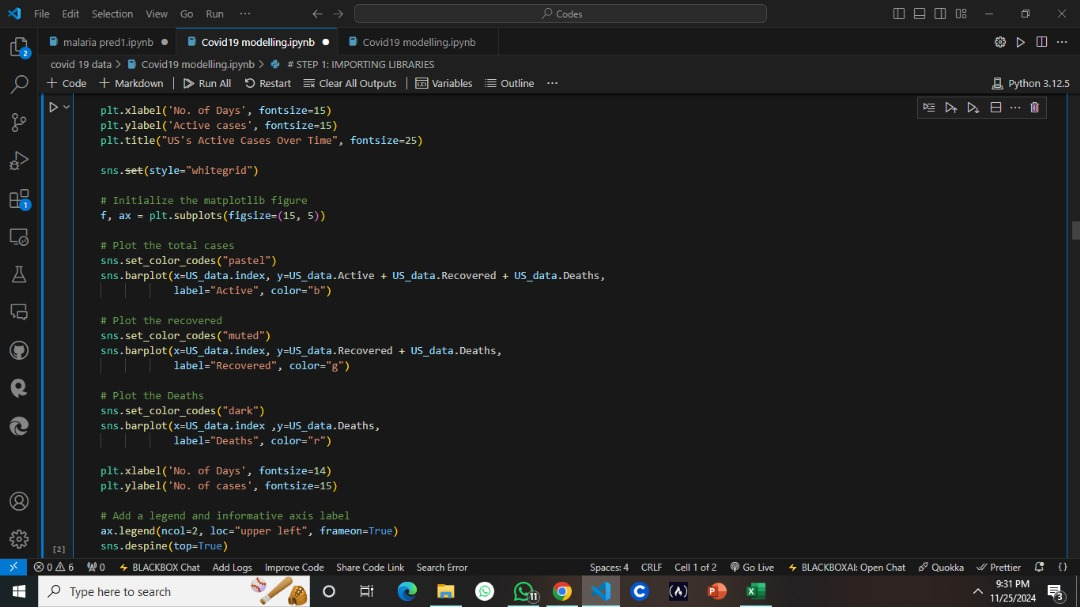 File Edit Selection View Go Run ··· Codes
malaria pred1.ipynb Covid19 modelling.ipynb Covid19 modelling.ipynb
covid 19 data > Covid19 modelling.ipynb > # STEP 1: IMPORTING LIBRARIES
+ Code + Markdown Run All Restart Clear All Outputs Variables Outline ··· Python 3.12.5
plt.xlabel('No. of Days', fontsize=15)
plt.ylabel('Active cases', fontsize=15)
plt.title("US's Active Cases Over Time", fontsize=25)
sns.set(style="whitegrid")
# Initialize the matplotlib figure
f, ax = plt.subplots(figsize=(15, 5))
# Plot the total cases
sns.set_color_codes("pastel")
sns.barplot(x=US_data.index, y=US_data.Active + US_data.Recovered + US_data.Deaths,
label="Active", color="b")
# Plot the recovered
sns.set_color_codes("muted")
sns.barplot(x=US_data.index, y=US_data.Recovered + US_data.Deaths,
label="Recovered", color="g")
# Plot the Deaths
sns.set_color_codes("dark")
sns.barplot(x=US_data.index ,y=US_data.Deaths,
label="Deaths", color="r")
plt.xlabel('No. of Days', fontsize=14)
plt.ylabel('No. of cases', fontsize=15)
# Add a legend and informative axis label
ax.legend(ncol=2, loc="upper left", frameon=True)
sns.despine(top=True)
[2]
2
1
0 6 0 BLACKBOX Chat Add Logs Improve Code Share Code Link Search Error Spaces: 4 CRLF Cell 1 of 2 Go Live BLACKBOXAI: Open Chat Quokka Prettier {}
Type here to search 11 9:31 PM
11/25/2024 3